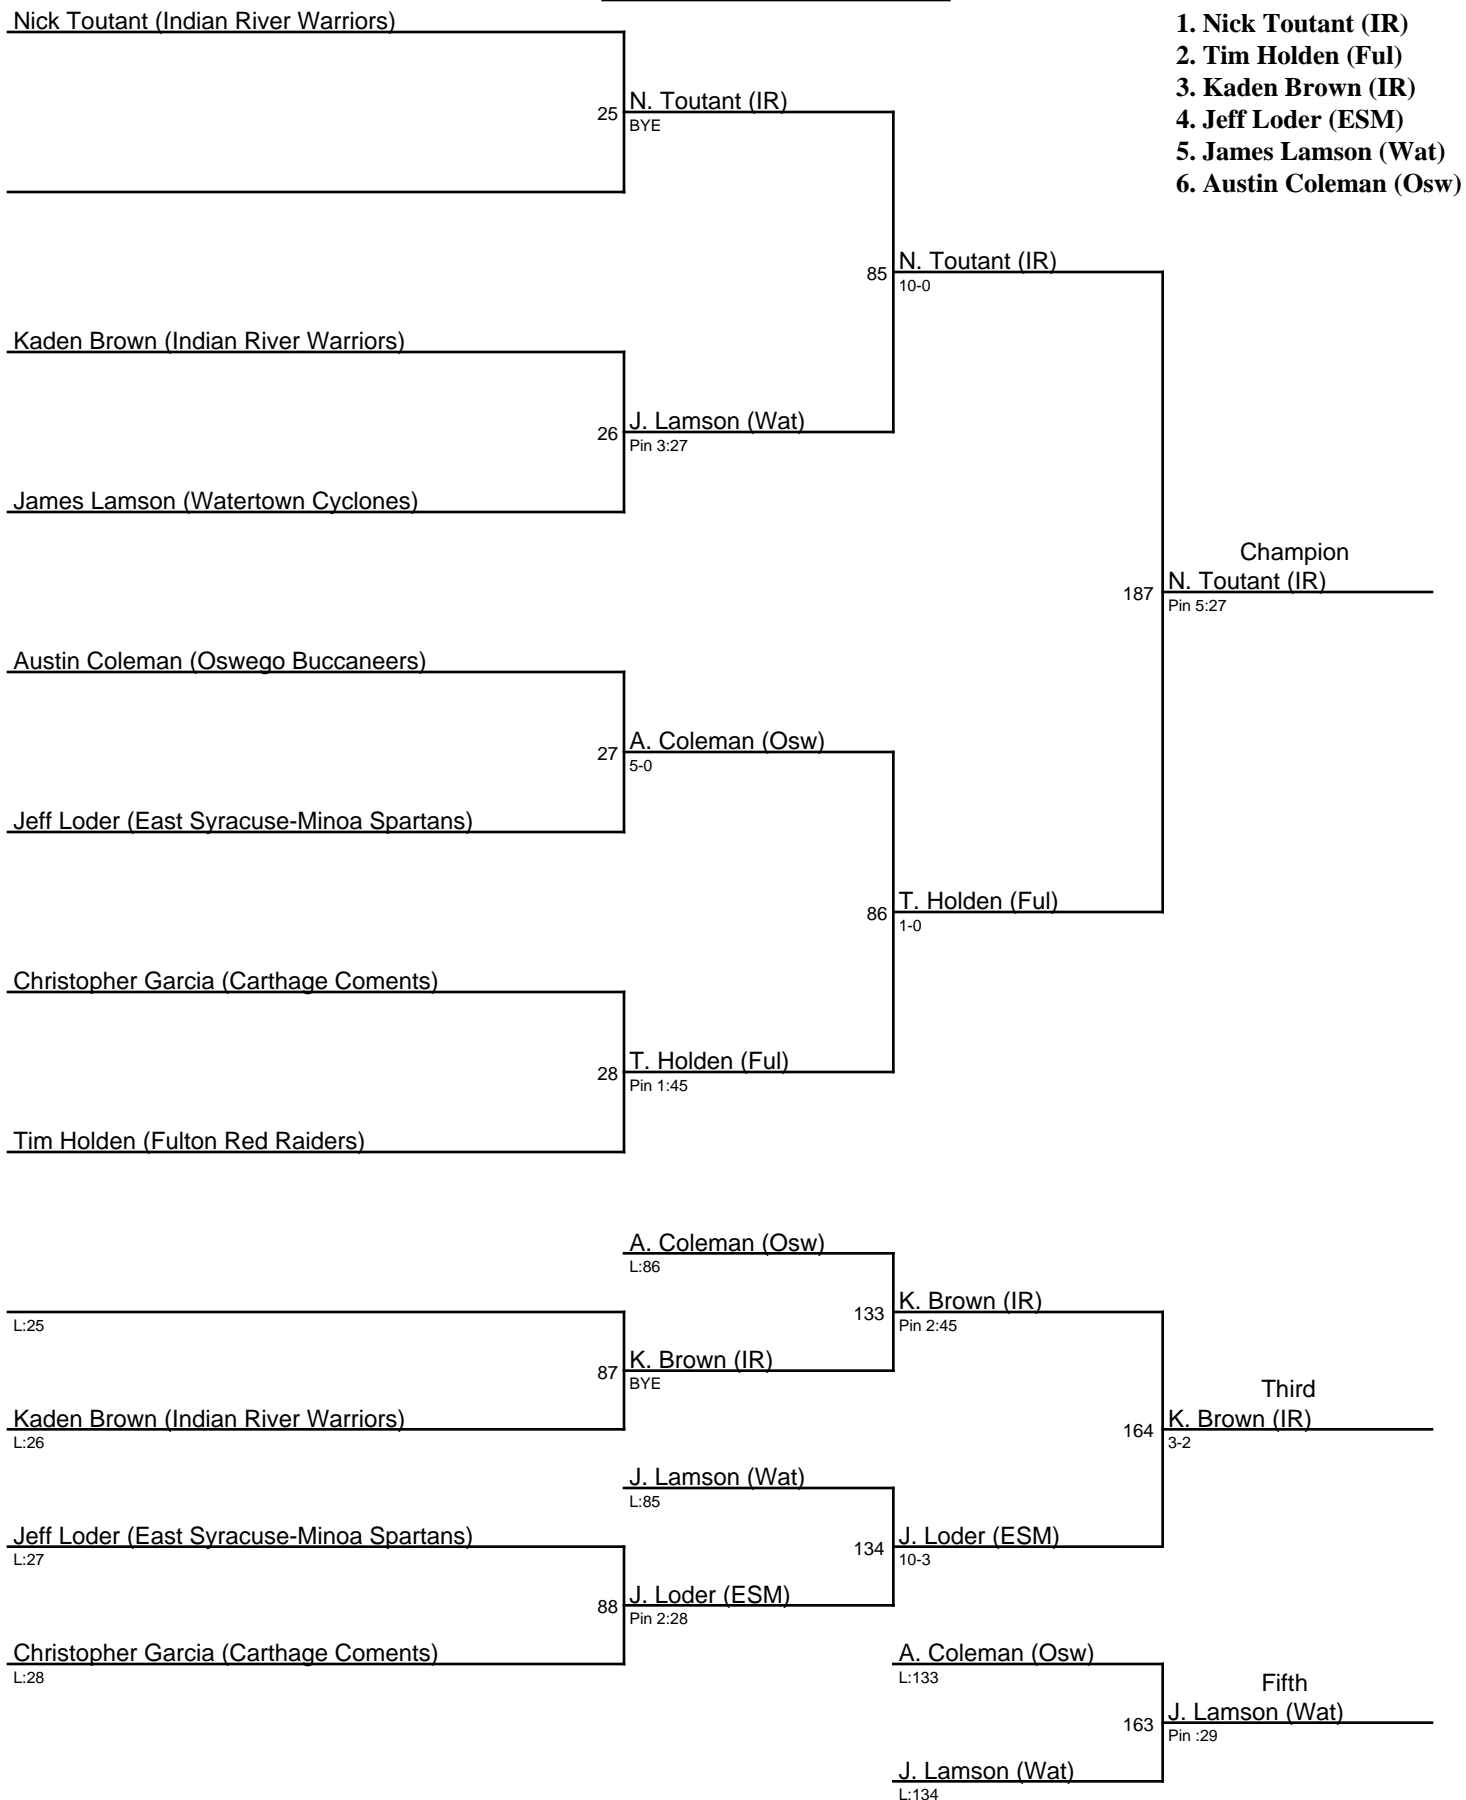 Nick Toutant (Indian River Warriors)
1. Nick Toutant (IR)
2. Tim Holden (Ful)
3. Kaden Brown (IR)
4. Jeff Loder (ESM)
5. James Lamson (Wat)
6. Austin Coleman (Osw)
25
N. Toutant (IR)
BYE
85
N. Toutant (IR)
10-0
Kaden Brown (Indian River Warriors)
26
J. Lamson (Wat)
Pin 3:27
James Lamson (Watertown Cyclones)
Champion
187
N. Toutant (IR)
Pin 5:27
Austin Coleman (Oswego Buccaneers)
27
A. Coleman (Osw)
5-0
Jeff Loder (East Syracuse-Minoa Spartans)
86
T. Holden (Ful)
1-0
Christopher Garcia (Carthage Coments)
28
T. Holden (Ful)
Pin 1:45
Tim Holden (Fulton Red Raiders)
A. Coleman (Osw)
L:86
L:25
133
K. Brown (IR)
Pin 2:45
87
K. Brown (IR)
BYE
Kaden Brown (Indian River Warriors)
L:26
Third
164
K. Brown (IR)
3-2
J. Lamson (Wat)
L:85
Jeff Loder (East Syracuse-Minoa Spartans)
L:27
134
J. Loder (ESM)
10-3
88
J. Loder (ESM)
Pin 2:28
Christopher Garcia (Carthage Coments)
L:28
A. Coleman (Osw)
L:133
Fifth
163
J. Lamson (Wat)
Pin :29
J. Lamson (Wat)
L:134